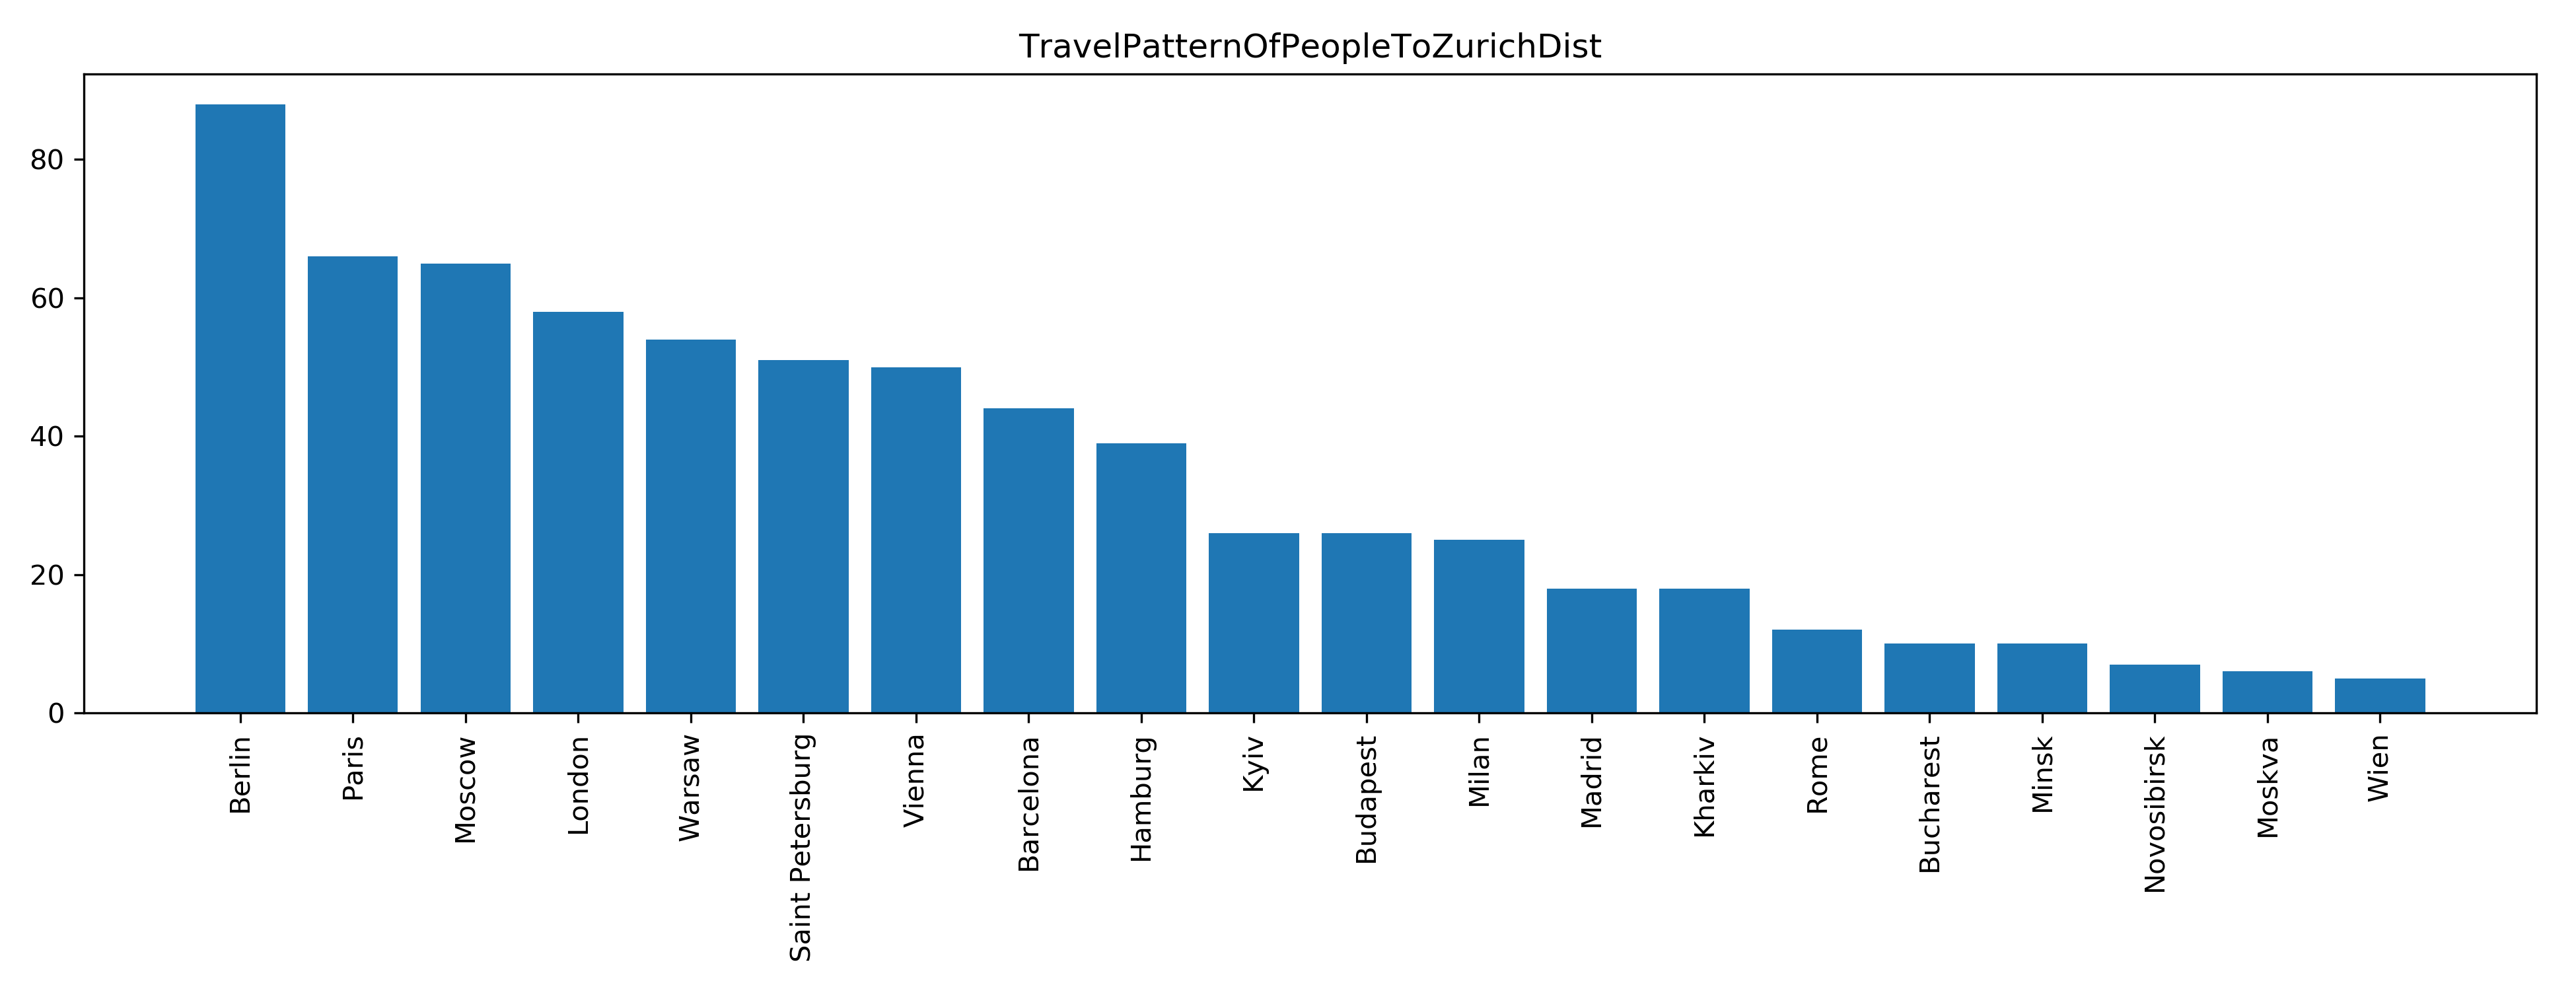 TravelPatternOfPeopleToZurichDist
80
60
40
20
0
Berlin
Paris
Moscow
London
Warsaw
Saint Petersburg
Vienna
Barcelona
Hamburg
Kyiv
Budapest
Milan
Madrid
Kharkiv
Rome
Bucharest
Minsk
Novosibirsk
Moskva
Wien